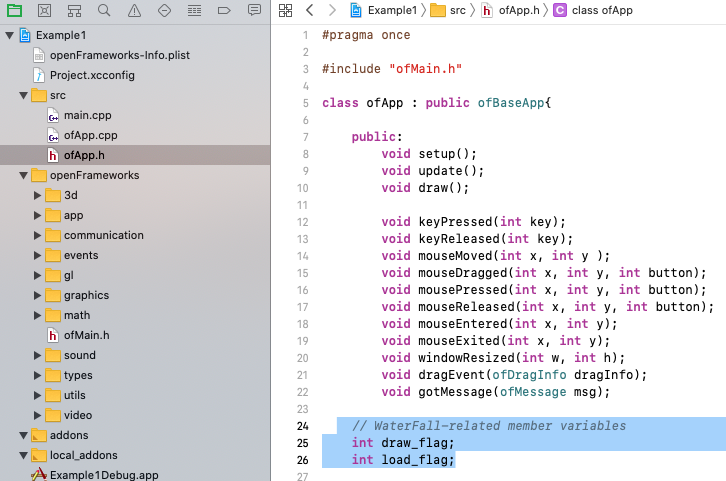 Example1
openFrameworks-Info.plist
Project.xcconfig
src
main.cpp
ofApp.cpp
ofApp.h
openFrameworks
3d
app
communication
events
gl
graphics
math
ofMain.h
sound
types
utils
video
addons
local_addons
Example1Debug.app
Example1 〉 src 〉 h ofApp.h 〉 C class ofApp
1 #pragma once
2
3 #include "ofMain.h"
4
5 class ofApp : public ofBaseApp{
6
7     public:
8         void setup();
9         void update();
10         void draw();
11
12         void keyPressed(int key);
13         void keyReleased(int key);
14         void mouseMoved(int x, int y );
15         void mouseDragged(int x, int y, int button);
16         void mousePressed(int x, int y, int button);
17         void mouseReleased(int x, int y, int button);
18         void mouseEntered(int x, int y);
19         void mouseExited(int x, int y);
20         void windowResized(int w, int h);
21         void dragEvent(ofDragInfo dragInfo);
22         void gotMessage(ofMessage msg);
23
24     // WaterFall-related member variables
25     int draw_flag;
26     int load_flag;
27